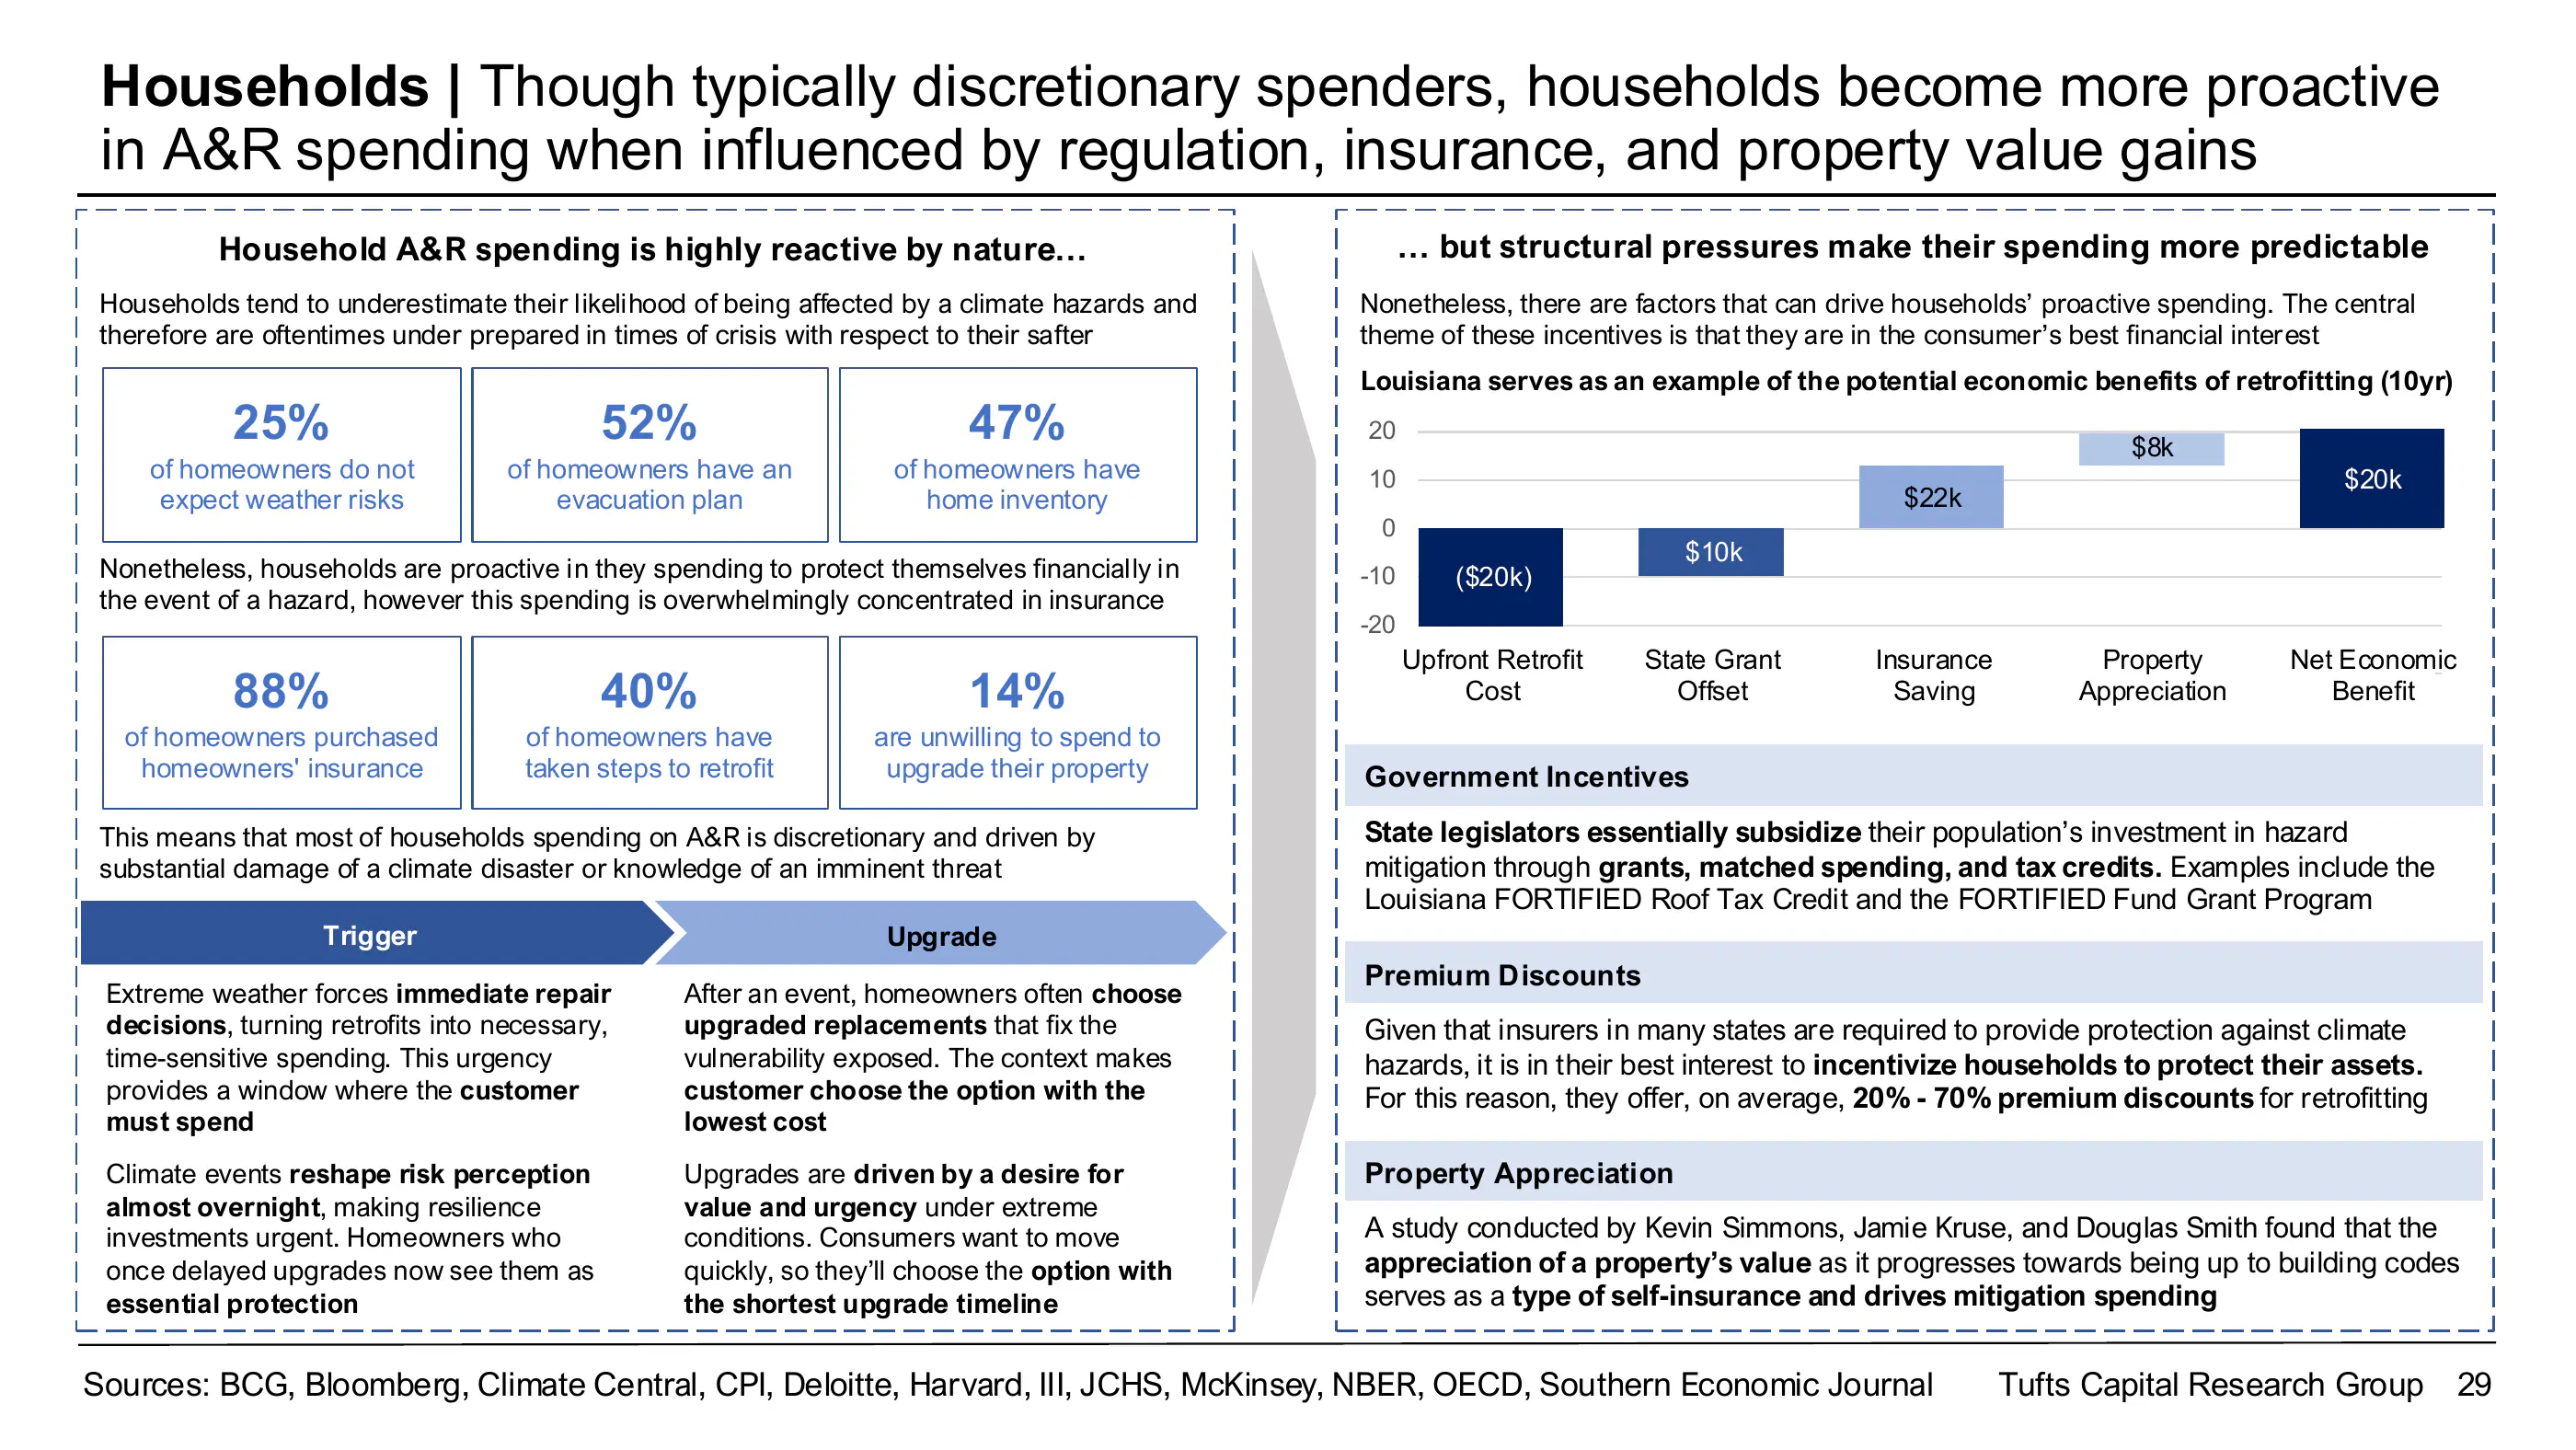 Households | Though typically discretionary spenders, households become more proactive
in A&R spending when influenced by regulation, insurance, and property value gains
Household A&R spending is highly reactive by nature…
Households tend to underestimate their likelihood of being affected by a climate hazards and
therefore are oftentimes under prepared in times of crisis with respect to their safter
25%
of homeowners do not
expect weather risks
52%
of homeowners have an
evacuation plan
47%
of homeowners have
home inventory
Nonetheless, households are proactive in they spending to protect themselves financially in
the event of a hazard, however this spending is overwhelmingly concentrated in insurance
88%
of homeowners purchased
homeowners' insurance
40%
of homeowners have
taken steps to retrofit
14%
are unwilling to spend to
upgrade their property
This means that most of households spending on A&R is discretionary and driven by
substantial damage of a climate disaster or knowledge of an imminent threat
Trigger
Extreme weather forces immediate repair
decisions, turning retrofits into necessary,
time-sensitive spending. This urgency
provides a window where the customer
must spend
Climate events reshape risk perception
almost overnight, making resilience
investments urgent. Homeowners who
once delayed upgrades now see them as
essential protection
Upgrade
After an event, homeowners often choose
upgraded replacements that fix the
vulnerability exposed. The context makes
customer choose the option with the
lowest cost
Upgrades are driven by a desire for
value and urgency under extreme
conditions. Consumers want to move
quickly, so they’ll choose the option with
the shortest upgrade timeline
… but structural pressures make their spending more predictable
Nonetheless, there are factors that can drive households’ proactive spending. The central
theme of these incentives is that they are in the consumer’s best financial interest
Louisiana serves as an example of the potential economic benefits of retrofitting (10yr)
20
10
0
-10
-20
($20k)
$10k
$22k
$8k
$20k
Upfront Retrofit
Cost
State Grant
Offset
Insurance
Saving
Property
Appreciation
Net Economic
Benefit
Government Incentives
State legislators essentially subsidize their population’s investment in hazard
mitigation through grants, matched spending, and tax credits. Examples include the
Louisiana FORTIFIED Roof Tax Credit and the FORTIFIED Fund Grant Program
Premium Discounts
Given that insurers in many states are required to provide protection against climate
hazards, it is in their best interest to incentivize households to protect their assets.
For this reason, they offer, on average, 20% - 70% premium discounts for retrofitting
Property Appreciation
A study conducted by Kevin Simmons, Jamie Kruse, and Douglas Smith found that the
appreciation of a property’s value as it progresses towards being up to building codes
serves as a type of self-insurance and drives mitigation spending
Sources: BCG, Bloomberg, Climate Central, CPI, Deloitte, Harvard, III, JCHS, McKinsey, NBER, OECD, Southern Economic Journal
Tufts Capital Research Group 29